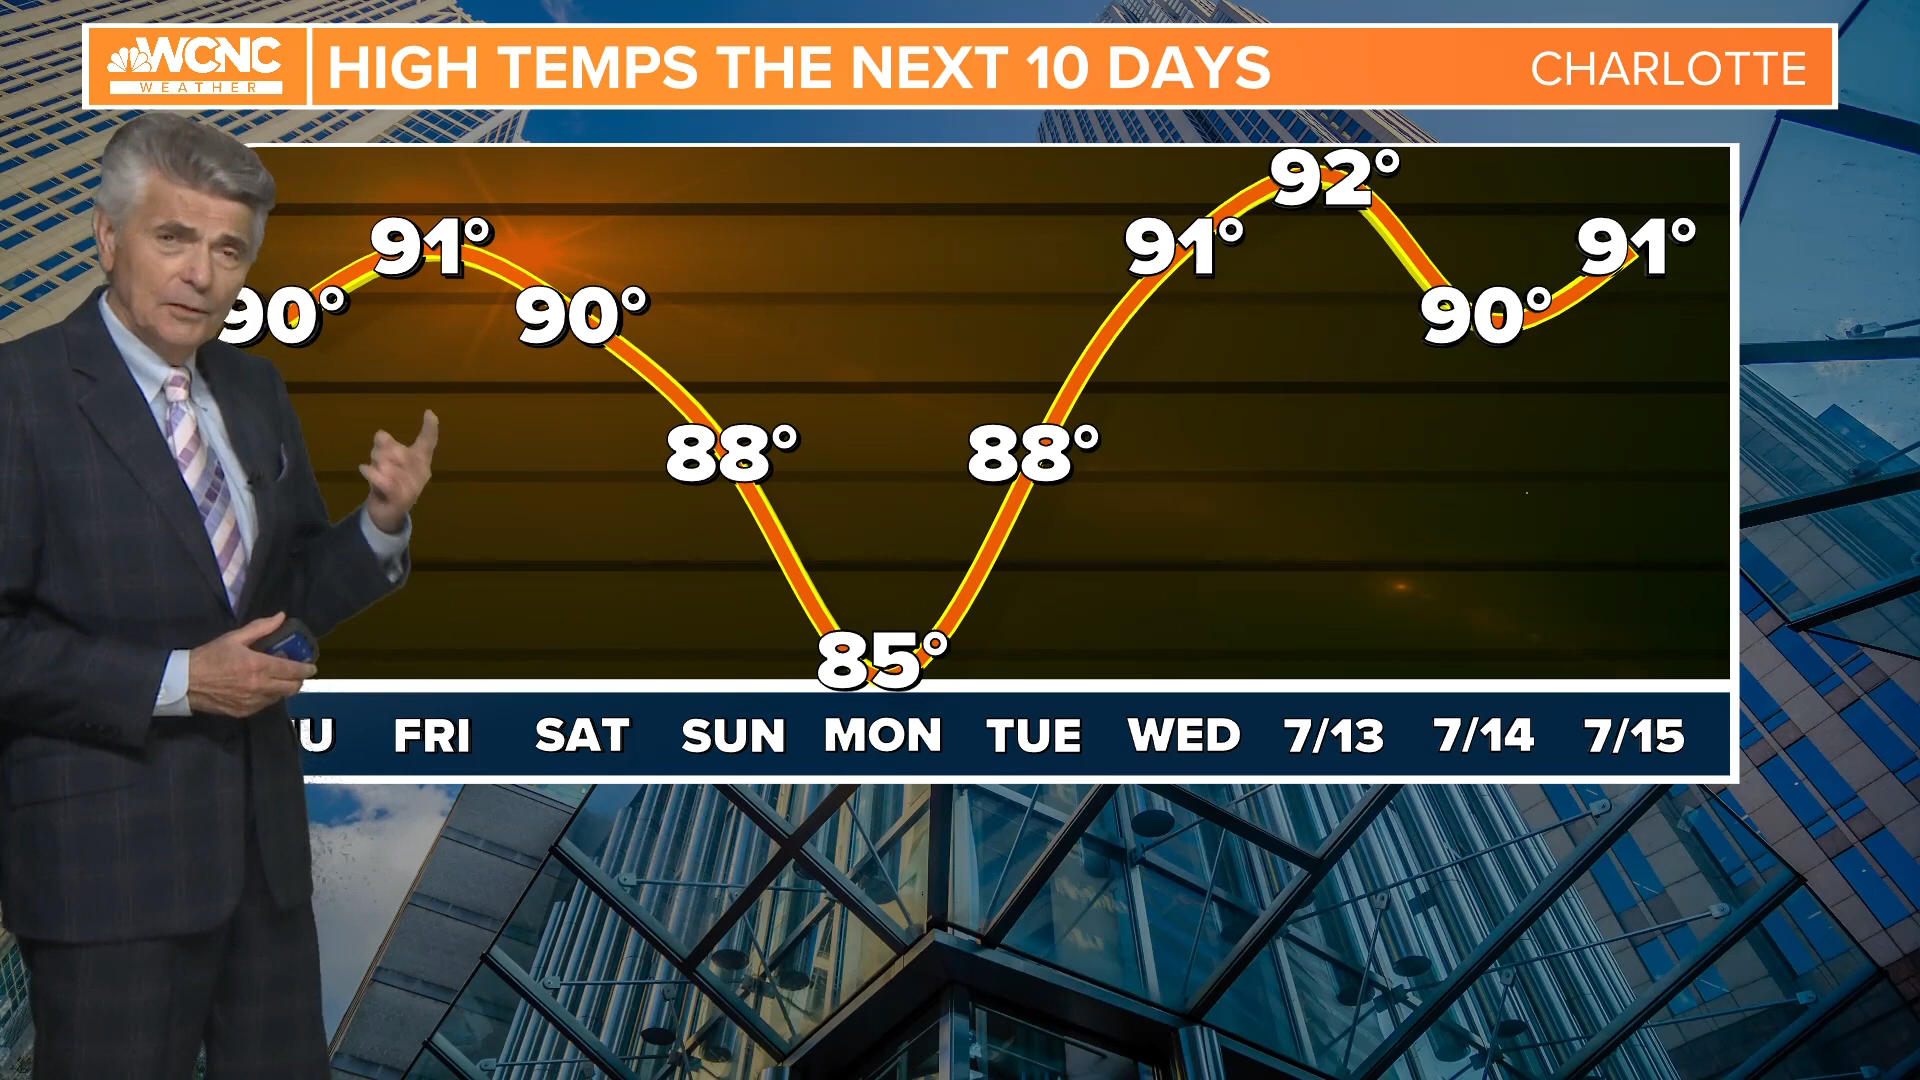 WCNC
WEATHER
HIGH TEMPS THE NEXT 10 DAYS
CHARLOTTE
90° 91° 90° 88° 85° 88° 91° 92° 90° 91°
U FRI SAT SUN MON TUE WED 7/13 7/14 7/15